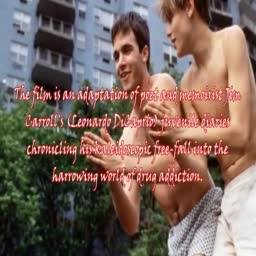 The film is an adaptation of poet and memoirist Jim
Carroll's (Leonardo DiCaprio) juvenile diaries
chronicling his kaleidoscopic free-fall into the
harrowing world of drug addiction.